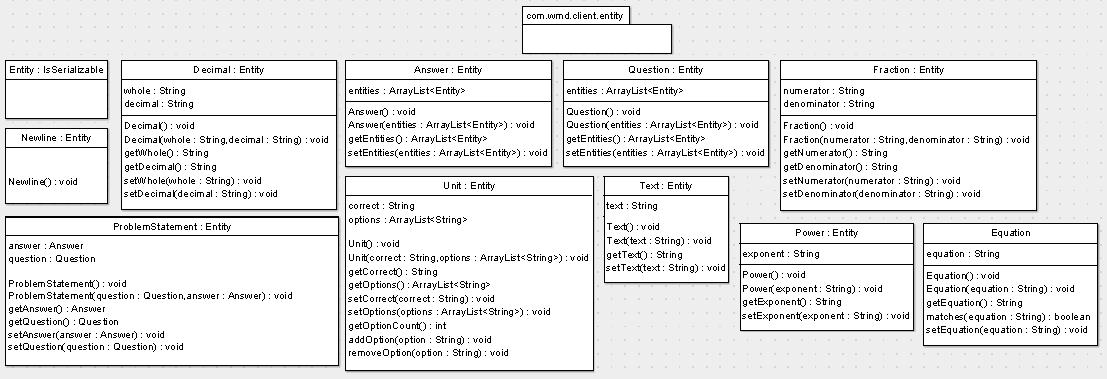 com.wmd.client.entity
Entity : IsSerializable
Decimal : Entity
whole : String
decimal : String
Decimal() : void
Decimal(whole : String,decimal : String) : void
getWhole() : String
getDecimal() : String
setWhole(whole : String) : void
setDecimal(decimal : String) : void
Answer : Entity
entities : ArrayList<Entity>
Answer() : void
Answer(entities : ArrayList<Entity>) : void
getEntities() : ArrayList<Entity>
setEntities(entities : ArrayList<Entity>) : void
Question : Entity
entities : ArrayList<Entity>
Question() : void
Question(entities : ArrayList<Entity>) : void
getEntities() : ArrayList<Entity>
setEntities(entities : ArrayList<Entity>) : void
Fraction : Entity
numerator : String
denominator : String
Fraction() : void
Fraction(numerator : String,denominator : String) : void
getNumerator() : String
getDenominator() : String
setNumerator(numerator : String) : void
setDenominator(denominator : String) : void
Newline : Entity
Newline() : void
ProblemStatement : Entity
answer : Answer
question : Question
ProblemStatement() : void
ProblemStatement(question : Question,answer : Answer) : void
getAnswer() : Answer
getQuestion() : Question
setAnswer(answer : Answer) : void
setQuestion(question : Question) : void
Unit : Entity
correct : String
options : ArrayList<String>
Unit() : void
Unit(correct : String,options : ArrayList<String>) : void
getCorrect() : String
getOptions() : ArrayList<String>
setCorrect(correct : String) : void
setOptions(options : ArrayList<String>) : void
getOptionCount() : int
addOption(option : String) : void
removeOption(option : String) : void
Text : Entity
text : String
Text() : void
Text(text : String) : void
getText() : String
setText(text : String) : void
Power : Entity
exponent : String
Power() : void
Power(exponent : String) : void
getExponent() : String
setExponent(exponent : String) : void
Equation
equation : String
Equation() : void
Equation(equation : String) : void
getEquation() : String
matches(equation : String) : boolean
setEquation(equation : String) : void